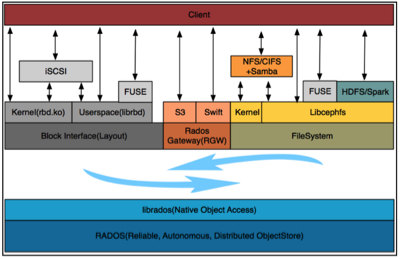 Client
NFS/CIFS
+Samba
iSCSI
FUSE
FUSE
HDFS/Spark
Kernel(rbd.ko)
Userspace(librbd)
S3
Swift
Kernel
Libcephfs
Block Interface(Layout)
Rados
Gateway(RGW)
FileSystem
librados(Native Object Access)
RADOS(Reliable, Autonomous, Distributed ObjectStore)